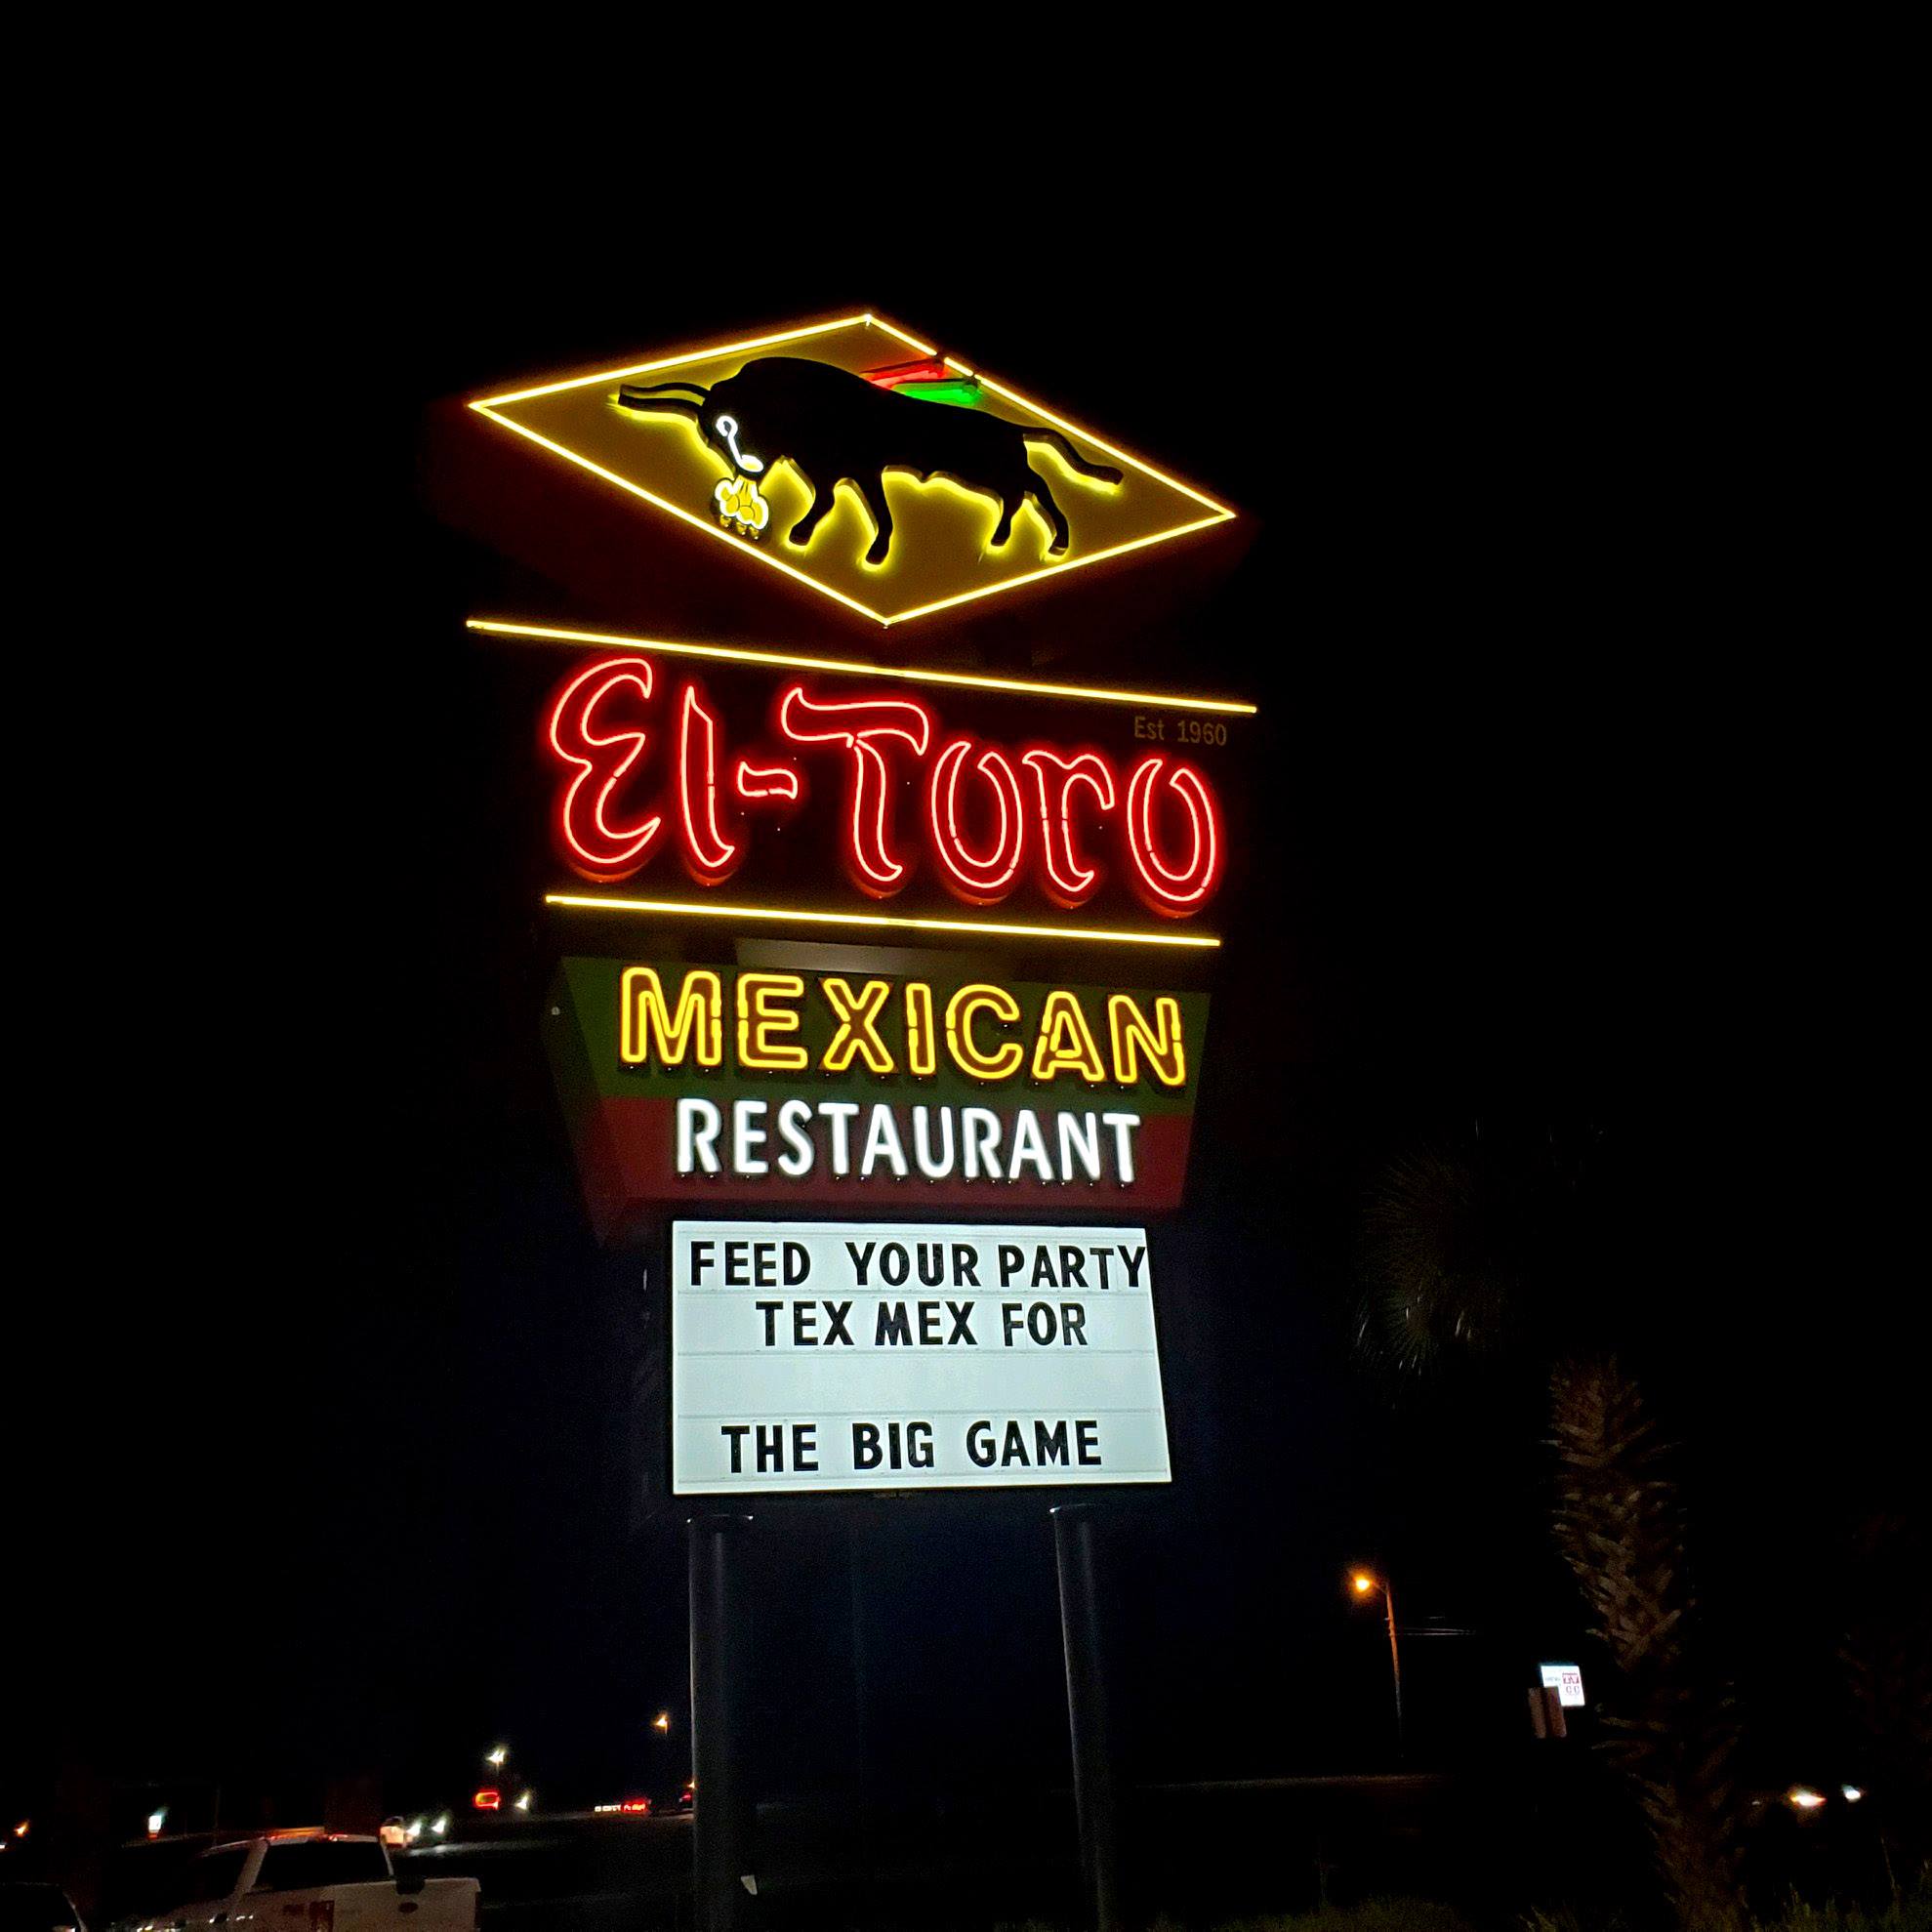 Est 1960
El-Toro
MEXICAN
RESTAURANT
FEED YOUR PARTY
TEX MEX FOR
THE BIG GAME